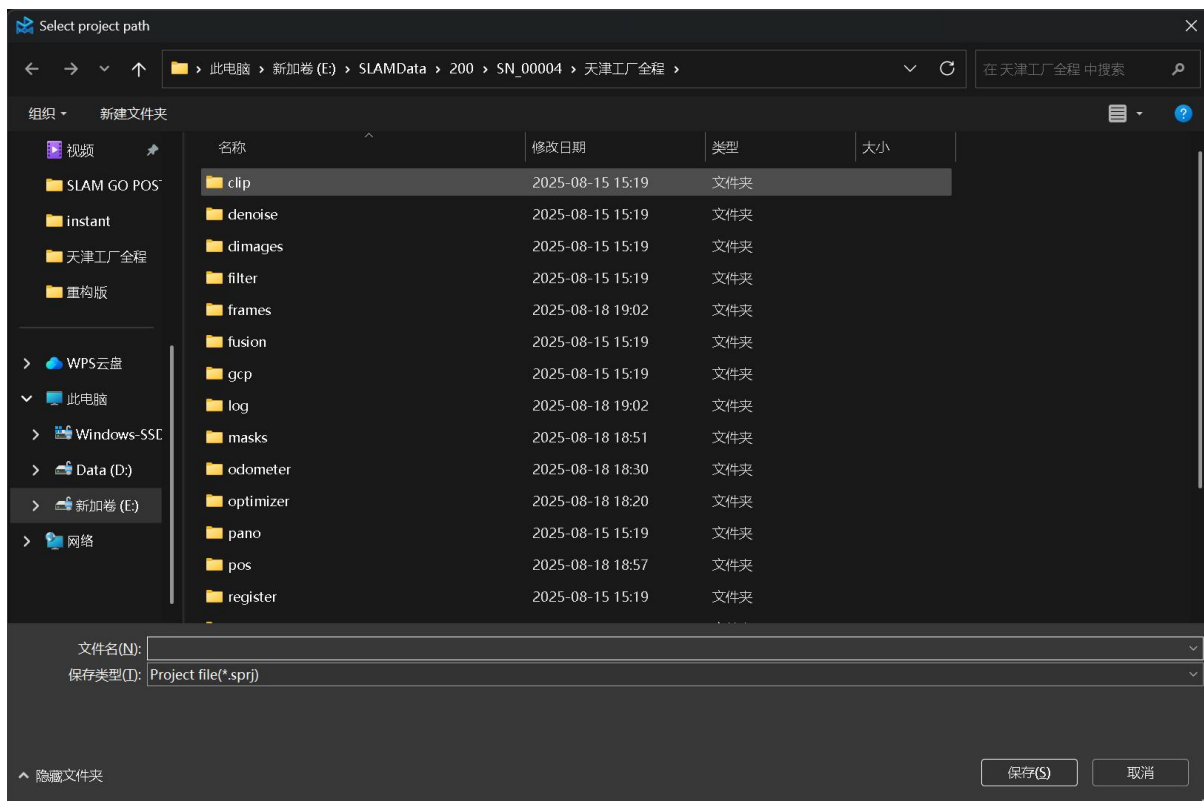 Select project path
此电脑 › 新加卷 (E:) › SLAMData › 200 › SN_00004 › 天津工厂全程 ›
在 天津工厂全程 中搜索
组织
新建文件夹
视频
SLAM GO POST
instant
天津工厂全程
重构版
WPS云盘
此电脑
Windows-SSD
Data (D:)
新加卷 (E:)
网络
名称 修改日期 类型 大小
clip 2025-08-15 15:19 文件夹
denoise 2025-08-15 15:19 文件夹
dimages 2025-08-15 15:19 文件夹
filter 2025-08-15 15:19 文件夹
frames 2025-08-18 19:02 文件夹
fusion 2025-08-15 15:19 文件夹
gcp 2025-08-15 15:19 文件夹
log 2025-08-18 19:02 文件夹
masks 2025-08-18 18:51 文件夹
odometer 2025-08-18 18:30 文件夹
optimizer 2025-08-18 18:20 文件夹
pano 2025-08-15 15:19 文件夹
pos 2025-08-18 18:57 文件夹
register 2025-08-15 15:19 文件夹
文件名(N):
保存类型(T): Project file(*.sprj)
隐藏文件夹
保存(S)
取消